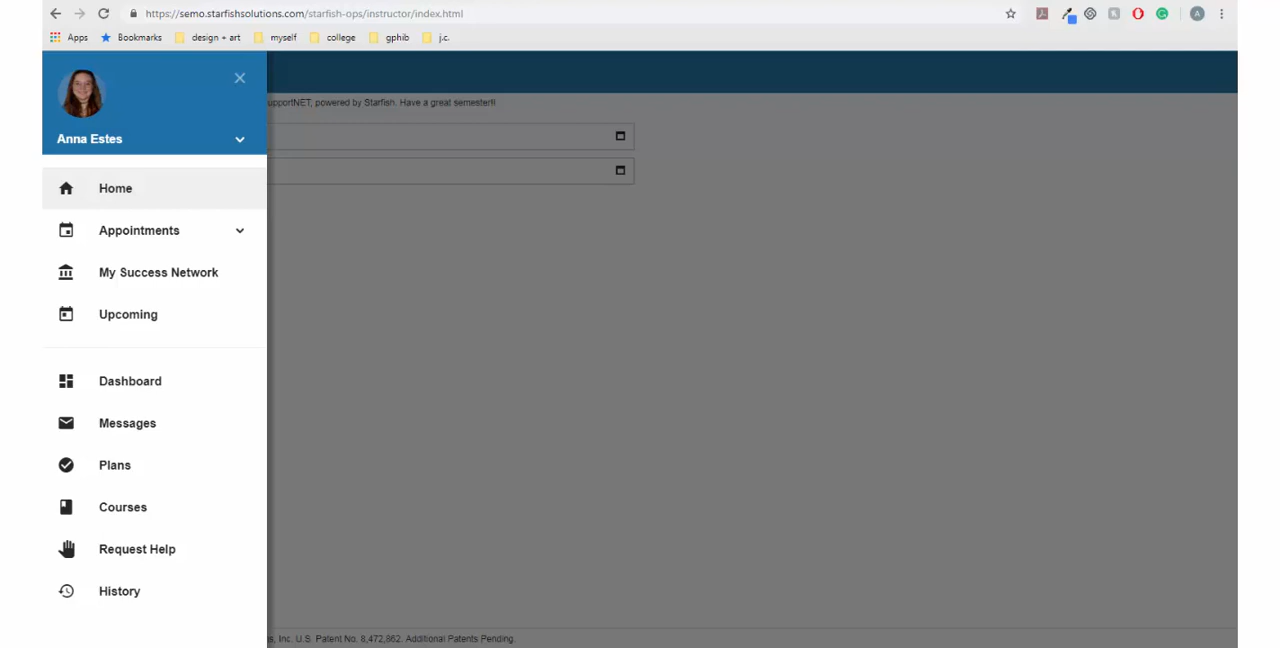 https://semo.starfishsolutions.com/starfish-ops/instructor/index.html
Apps Bookmarks design + art myself college gphib j.c.
Anna Estes
Home
Appointments
My Success Network
Upcoming
Dashboard
Messages
Plans
Courses
Request Help
History
upportNET, powered by Starfish. Have a great semester!!
s, Inc. U.S. Patent No. 8,472,862. Additional Patents Pending.